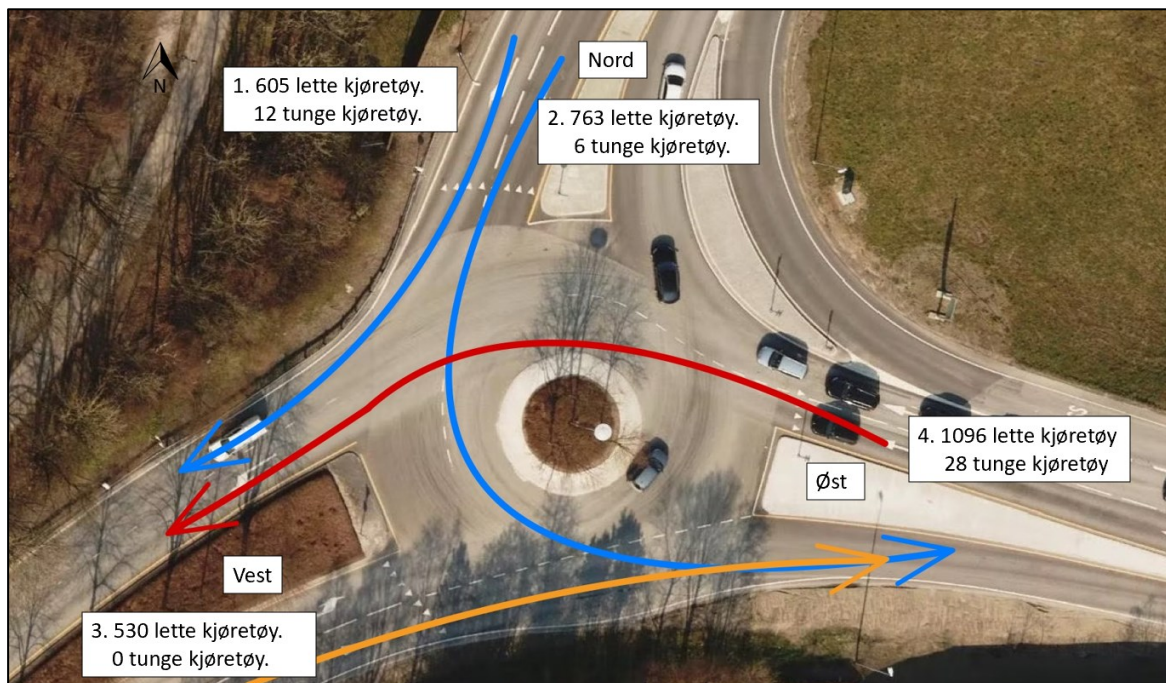 N
Nord
1. 605 lette kjøretøy.
12 tunge kjøretøy.
2. 763 lette kjøretøy.
6 tunge kjøretøy.
4. 1096 lette kjøretøy
28 tunge kjøretøy
Øst
Vest
3. 530 lette kjøretøy.
0 tunge kjøretøy.